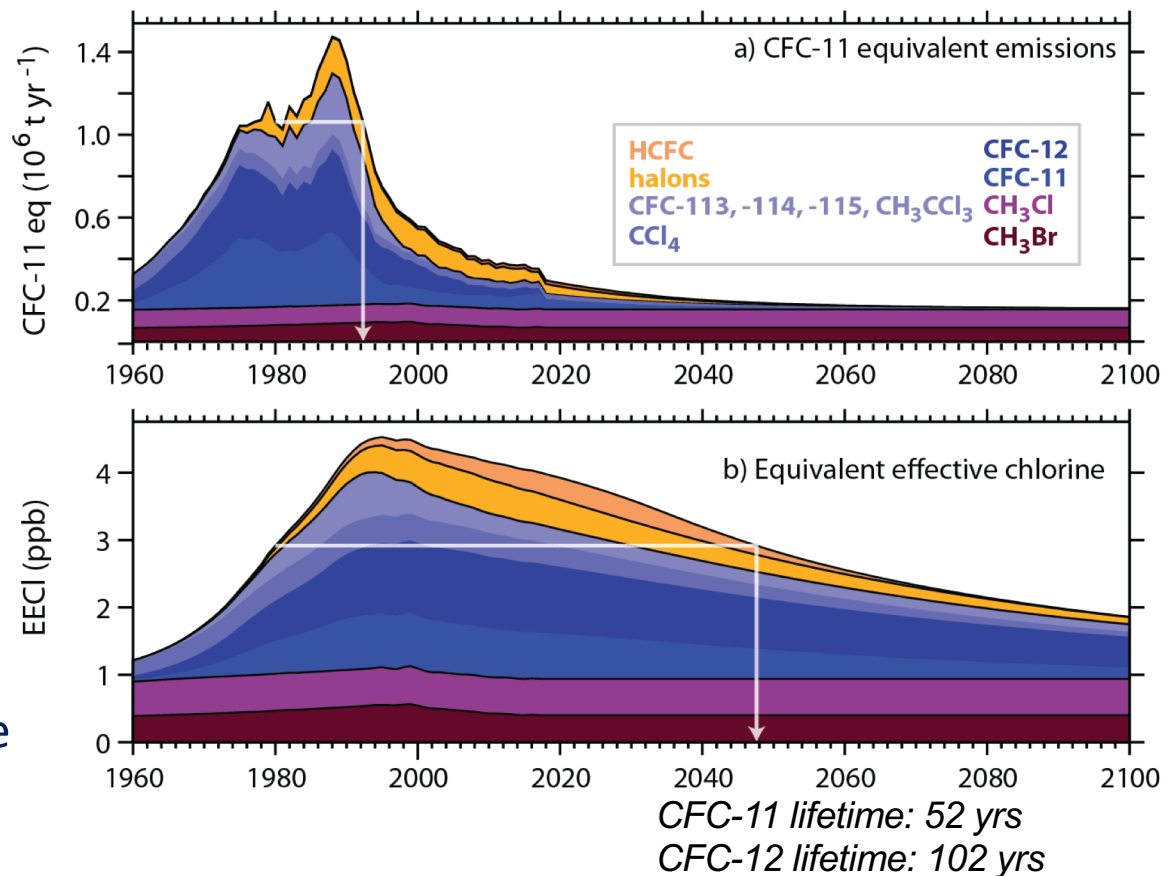 a) CFC-11 equivalent emissions
CFC-11 eq (10⁶ t yr⁻¹)
1.4
1.0
0.6
0.2
HCFC CFC-12
halons CFC-11
CFC-113, -114, -115, CH₃CCl₃ CH₃Cl
CCl₄ CH₃Br
1960 1980 2000 2020 2040 2060 2080 2100
b) Equivalent effective chlorine
EECl (ppb)
4
3
2
1
0
e
1960 1980 2000 2020 2040 2060 2080 2100
CFC-11 lifetime: 52 yrs
CFC-12 lifetime: 102 yrs